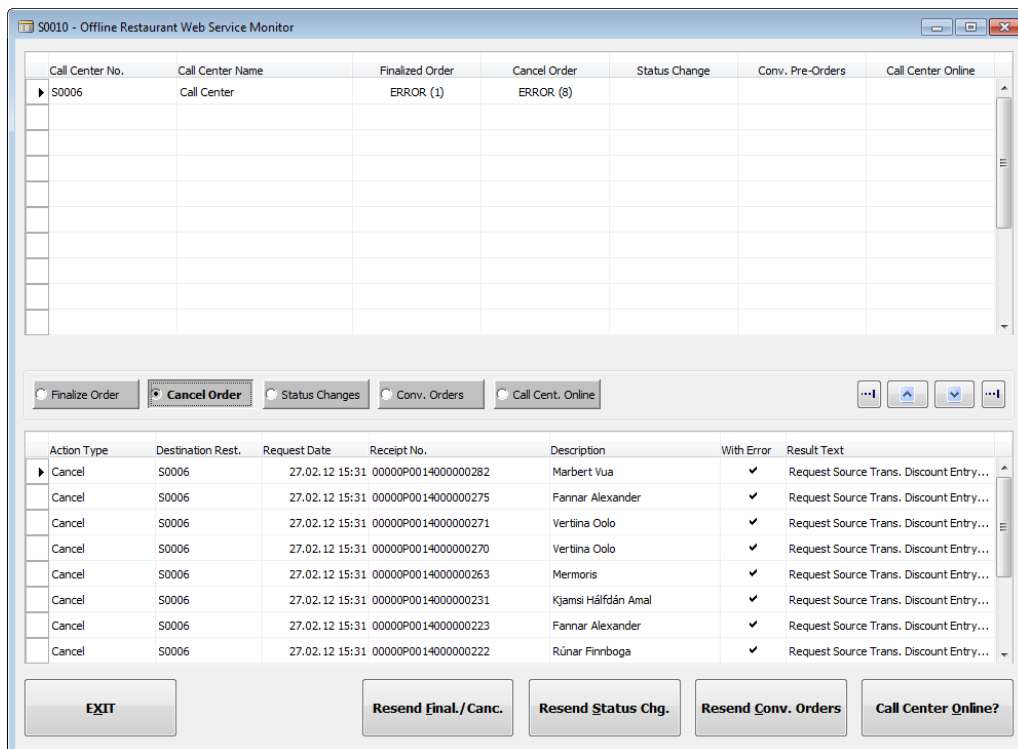 S0010 - Offline Restaurant Web Service Monitor
Call Center No. Call Center Name Finalized Order Cancel Order Status Change Conv. Pre-Orders Call Center Online
S0006 Call Center ERROR (1) ERROR (8)
Finalize Order Cancel Order Status Changes Conv. Orders Call Cent. Online
Action Type Destination Rest. Request Date Receipt No. Description With Error Result Text
Cancel S0006 27.02.12 15:31 00000P0014000000282 Marbert Vua ✔ Request Source Trans. Discount Entry...
Cancel S0006 27.02.12 15:31 00000P0014000000275 Fannar Alexander ✔ Request Source Trans. Discount Entry...
Cancel S0006 27.02.12 15:31 00000P0014000000271 Vertiina Oolo ✔ Request Source Trans. Discount Entry...
Cancel S0006 27.02.12 15:31 00000P0014000000270 Vertiina Oolo ✔ Request Source Trans. Discount Entry...
Cancel S0006 27.02.12 15:31 00000P0014000000263 Mermoris ✔ Request Source Trans. Discount Entry...
Cancel S0006 27.02.12 15:31 00000P0014000000231 Kjamsi Hálfdán Amal ✔ Request Source Trans. Discount Entry...
Cancel S0006 27.02.12 15:31 00000P0014000000223 Fannar Alexander ✔ Request Source Trans. Discount Entry...
Cancel S0006 27.02.12 15:31 00000P0014000000222 Rúnar Finnboga ✔ Request Source Trans. Discount Entry...
EXIT Resend Final./Canc. Resend Status Chg. Resend Conv. Orders Call Center Online?